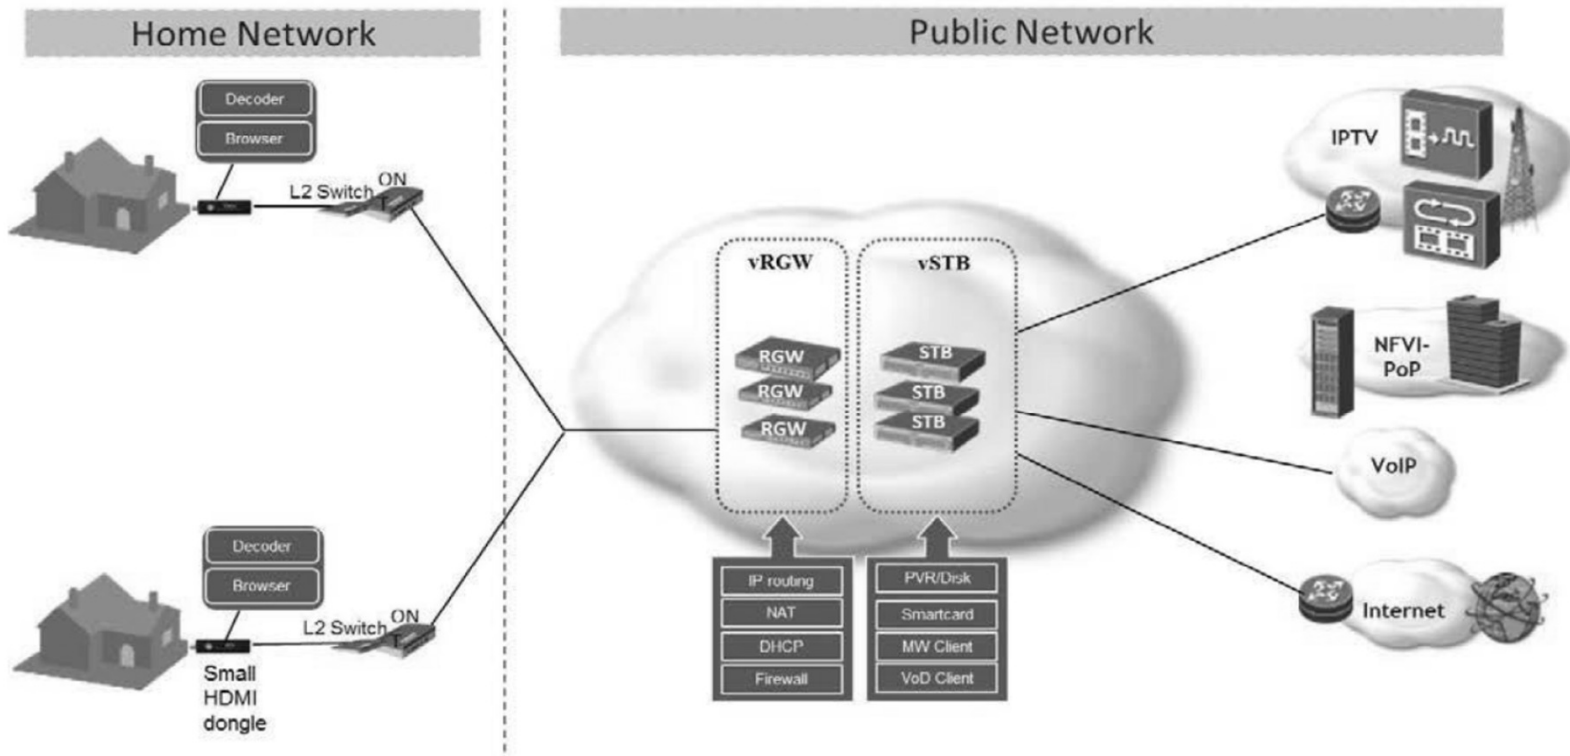 Home Network
Public Network
Decoder
Browser
L2 Switch
ON
T
vRGW
RGW
RGW
RGW
vSTB
STB
STB
STB
IPTV
NFVI-
PoP
VoIP
Internet
Decoder
Browser
L2 Switch
ON
T
Small
HDMI
dongle
IP routing
NAT
DHCP
Firewall
PVR/Disk
Smartcard
MW Client
VoD Client